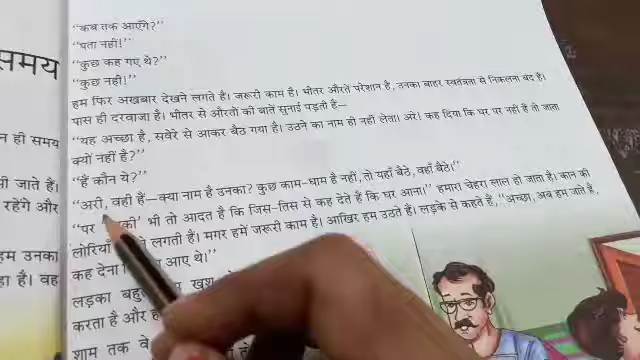 समय
न ही समय
भी जाते हैं।
रहेंगे और
हम उनका
हा है। वह
"कब तक आएँगे?"
"पता नहीं!"
"कुछ कह गए थे?"
"कुछ नहीं!"
हम फिर अखबार देखने लगते हैं। जरूरी काम है। भीतर औरतें परेशान हैं, उनका बाहर स्वतंत्रता से निकलना बंद है।
पास ही दरवाजा है। भीतर से औरतों की बातें सुनाई पड़ती हैं—
"यह अच्छा है, सवेरे से आकर बैठ गया है। उठने का नाम ही नहीं लेता। अरे! कह दिया कि घर पर नहीं हैं तो जाता
क्यों नहीं है?"
"हैं कौन ये?"
"अरी, वही हैं—क्या नाम है उनका? कुछ काम-धाम है नहीं, तो यहाँ बैठे, वहाँ बैठे।"
"पर की भी तो आदत है कि जिस-तिस से कह देते हैं कि घर आना।" हमारा चेहरा लाल हो जाता है। कान की
लोरियाँ लगती हैं। मगर हमें जरूरी काम है। आखिर हम उठते हैं। लड़के से कहते हैं, "अच्छा, अब हम जाते हैं,
कह देना आए थे।"
लड़का खुश
करता है और
शाम तक